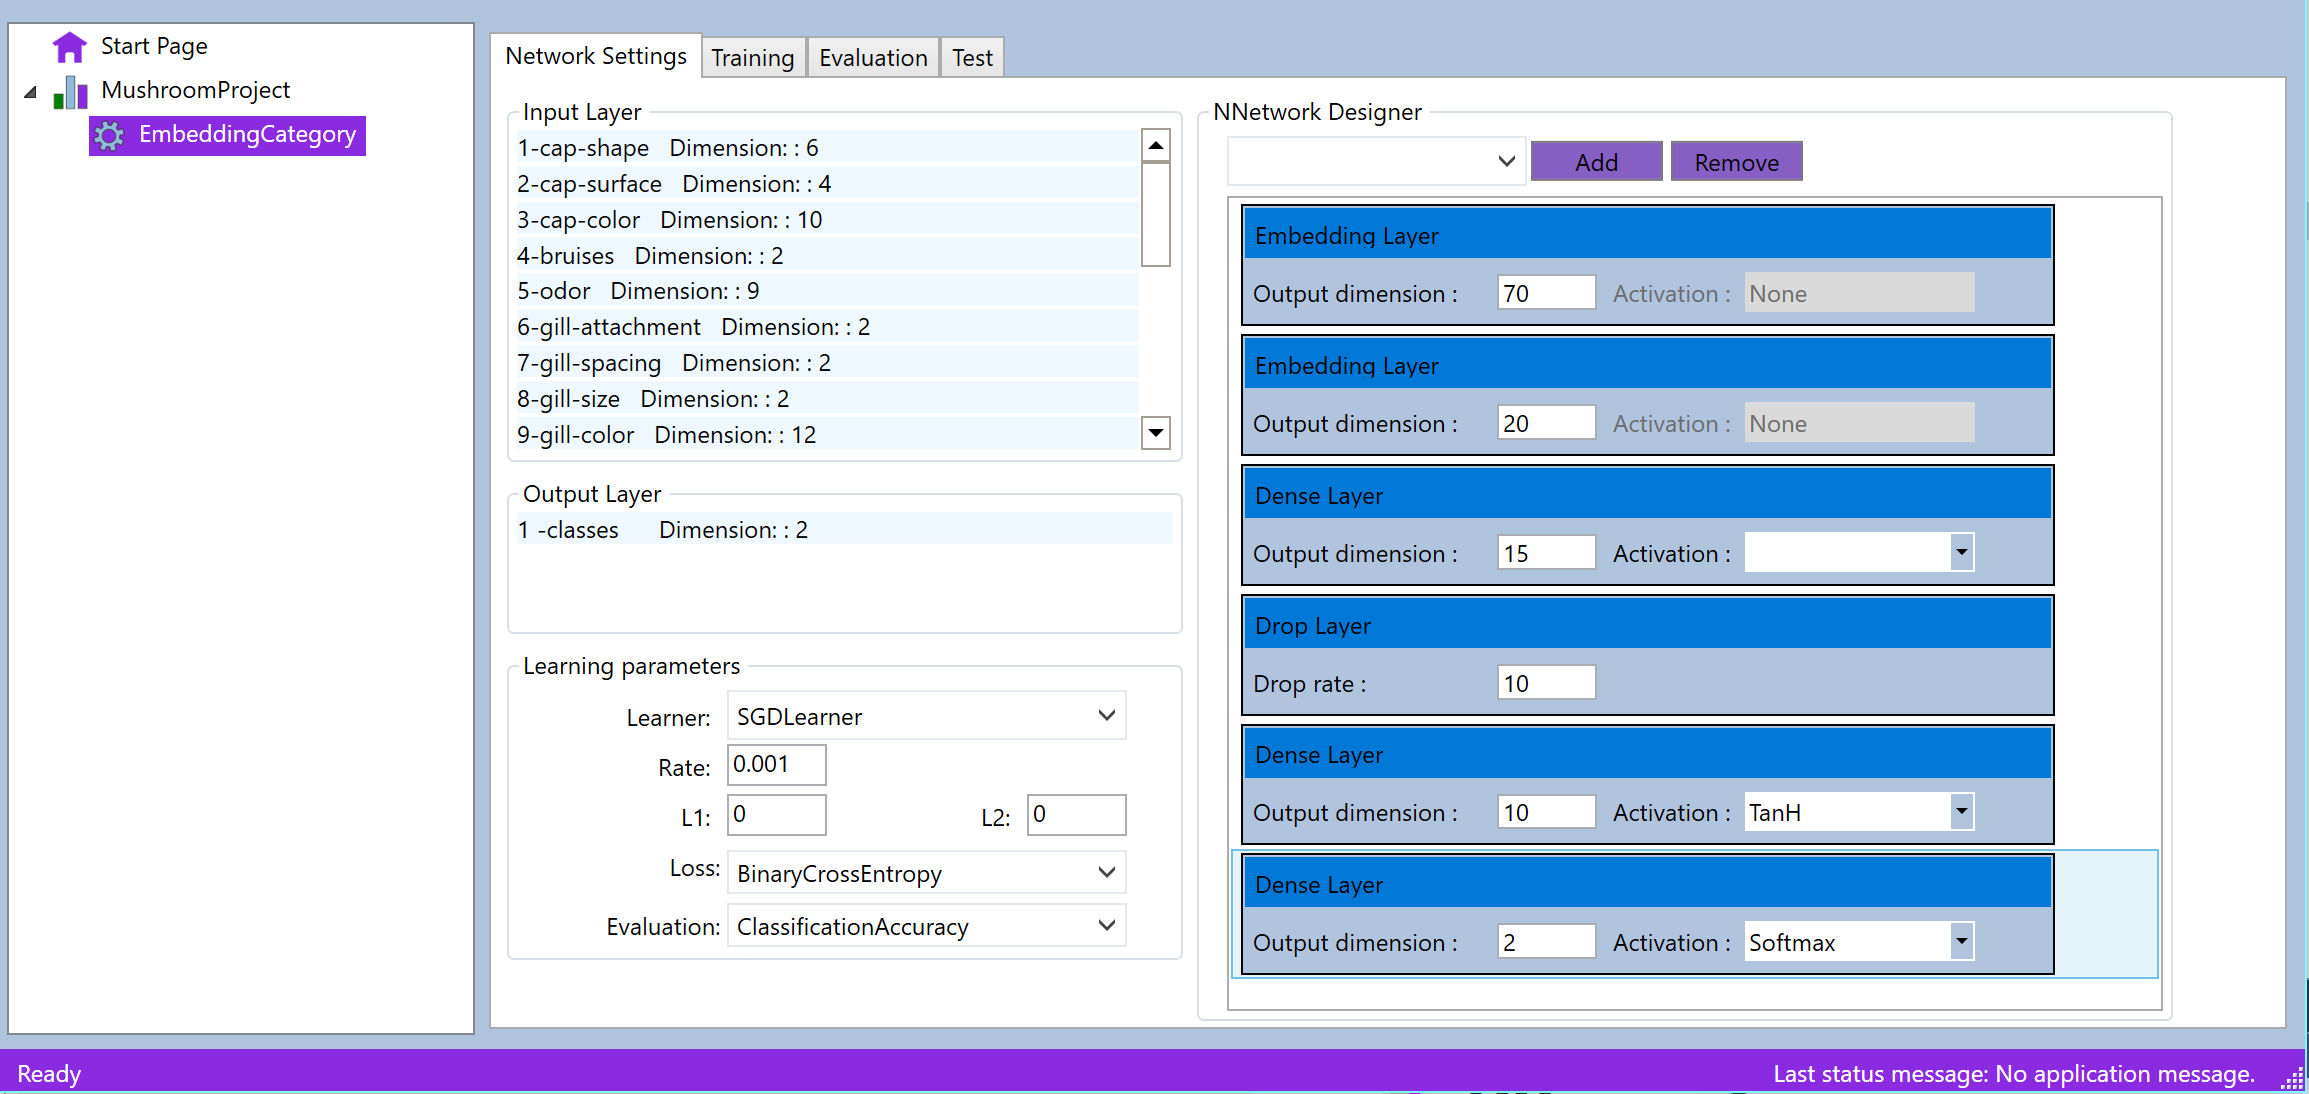 Start Page
MushroomProject
EmbeddingCategory
Network Settings
Training
Evaluation
Test
Input Layer
1-cap-shape Dimension: : 6
2-cap-surface Dimension: : 4
3-cap-color Dimension: : 10
4-bruises Dimension: : 2
5-odor Dimension: : 9
6-gill-attachment Dimension: : 2
7-gill-spacing Dimension: : 2
8-gill-size Dimension: : 2
9-gill-color Dimension: : 12
Output Layer
1 -classes Dimension: : 2
Learning parameters
Learner: SGDLearner
Rate: 0.001
L1: 0 L2: 0
Loss: BinaryCrossEntropy
Evaluation: ClassificationAccuracy
NNetwork Designer
Add Remove
Embedding Layer
Output dimension : 70 Activation : None
Embedding Layer
Output dimension : 20 Activation : None
Dense Layer
Output dimension : 15 Activation :
Drop Layer
Drop rate : 10
Dense Layer
Output dimension : 10 Activation : TanH
Dense Layer
Output dimension : 2 Activation : Softmax
Ready
Last status message: No application message.